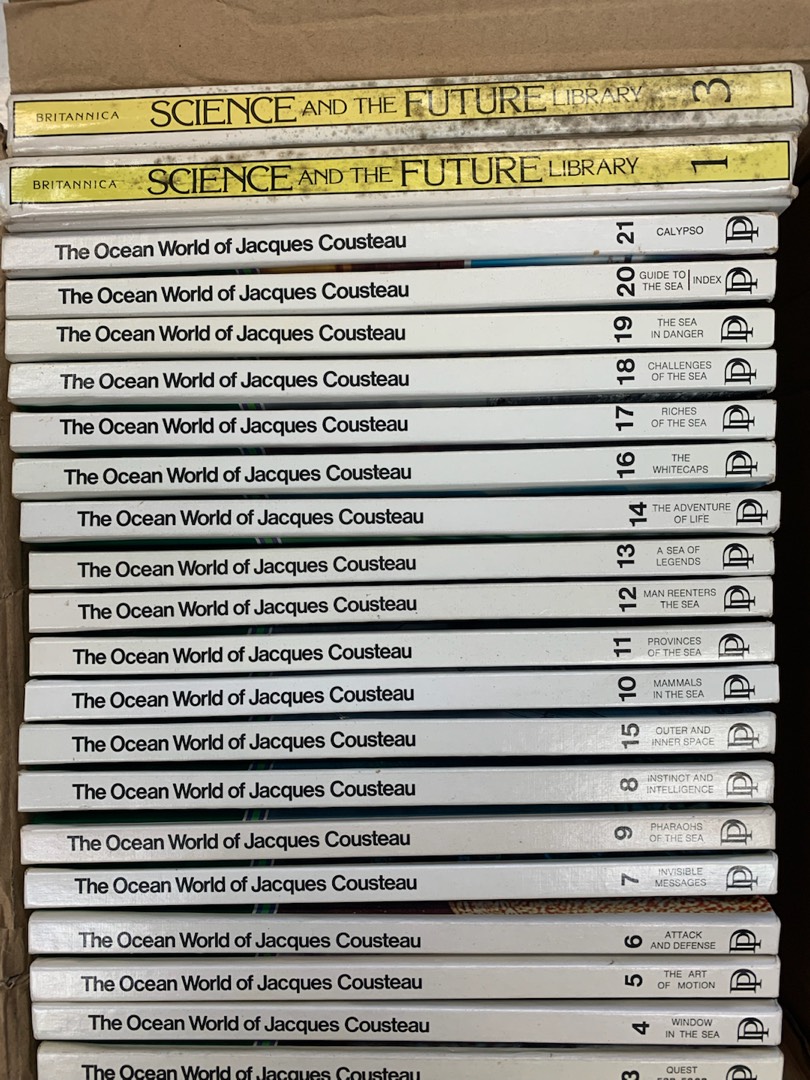 BRITANNICA SCIENCE AND THE FUTURE LIBRARY 3
BRITANNICA SCIENCE AND THE FUTURE LIBRARY 1
The Ocean World of Jacques Cousteau 21 CALYPSO
The Ocean World of Jacques Cousteau 20 GUIDE TO
THE SEA INDEX
The Ocean World of Jacques Cousteau 19 THE SEA
IN DANGER
The Ocean World of Jacques Cousteau 18 CHALLENGES
OF THE SEA
The Ocean World of Jacques Cousteau 17 RICHES
OF THE SEA
The Ocean World of Jacques Cousteau 16 THE
WHITECAPS
The Ocean World of Jacques Cousteau 14 THE ADVENTURE
OF LIFE
The Ocean World of Jacques Cousteau 13 A SEA OF
LEGENDS
The Ocean World of Jacques Cousteau 12 MAN REENTERS
THE SEA
The Ocean World of Jacques Cousteau 11 PROVINCES
OF THE SEA
The Ocean World of Jacques Cousteau 10 MAMMALS
IN THE SEA
The Ocean World of Jacques Cousteau 15 OUTER AND
INNER SPACE
The Ocean World of Jacques Cousteau 8 INSTINCT AND
INTELLIGENCE
The Ocean World of Jacques Cousteau 9 PHARAOHS
OF THE SEA
The Ocean World of Jacques Cousteau 7 INVISIBLE
MESSAGES
The Ocean World of Jacques Cousteau 6 ATTACK
AND DEFENSE
The Ocean World of Jacques Cousteau 5 THE ART
OF MOTION
The Ocean World of Jacques Cousteau 4 WINDOW
IN THE SEA
The Ocean World of Jacques Cousteau 3 QUEST